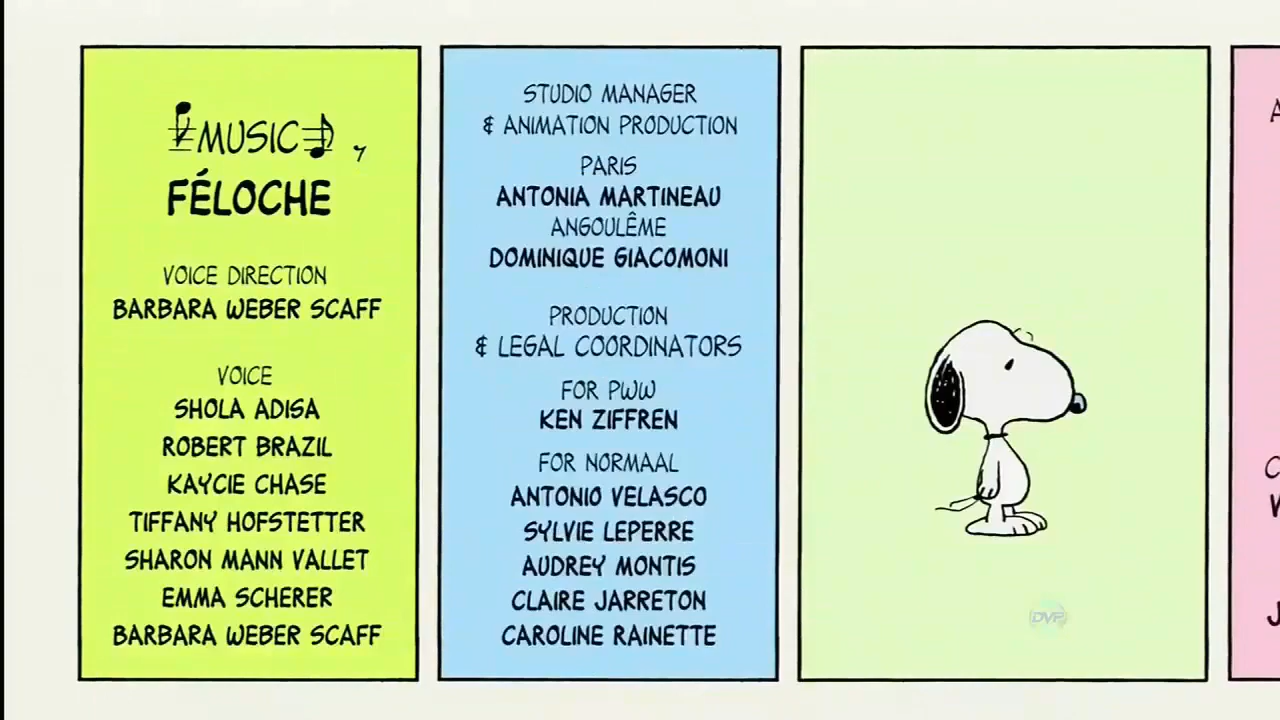 MUSIC
FÉLOCHE
VOICE DIRECTION
BARBARA WEBER SCAFF
VOICE
SHOLA ADISA
ROBERT BRAZIL
KAYCIE CHASE
TIFFANY HOFSTETTER
SHARON MANN VALLET
EMMA SCHERER
BARBARA WEBER SCAFF
STUDIO MANAGER
& ANIMATION PRODUCTION
PARIS
ANTONIA MARTINEAU
ANGOULÊME
DOMINIQUE GIACOMONI
PRODUCTION
& LEGAL COORDINATORS
FOR PWW
KEN ZIFFREN
FOR NORMAAL
ANTONIO VELASCO
SYLVIE LEPERRE
AUDREY MONTIS
CLAIRE JARRETON
CAROLINE RAINETTE
DVP